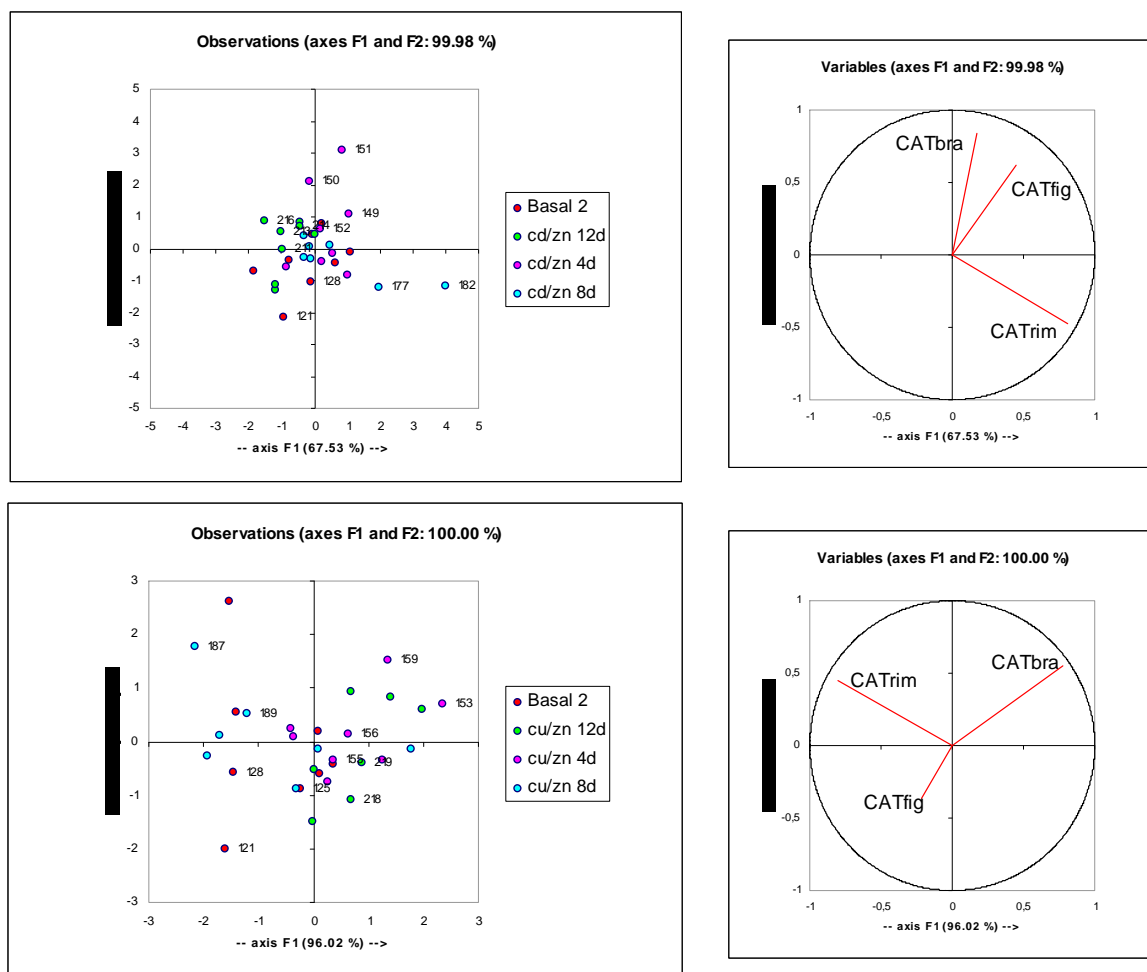 Observations (axes F1 and F2: 99.98 %)
5
4
3
2
1
0
-1
-2
-3
-4
-5
151
150
149
216
214
152
213
211
128
177
182
121
-5 -4 -3 -2 -1 0 1 2 3 4 5
-- axis F1 (67.53 %) -->
Basal 2
cd/zn 12d
cd/zn 4d
cd/zn 8d
Variables (axes F1 and F2: 99.98 %)
1
0,5
0
-0,5
-1
CATbra
CATfig
CATrim
-1 -0,5 0 0,5 1
-- axis F1 (67.53 %) -->
Observations (axes F1 and F2: 100.00 %)
3
2
1
0
-1
-2
-3
187
159
189
153
156
155
219
128
125
218
121
-3 -2 -1 0 1 2 3
-- axis F1 (96.02 %) -->
Basal 2
cu/zn 12d
cu/zn 4d
cu/zn 8d
Variables (axes F1 and F2: 100.00 %)
1
0,5
0
-0,5
-1
CATrim
CATbra
CATfig
-1 -0,5 0 0,5 1
-- axis F1 (96.02 %) -->